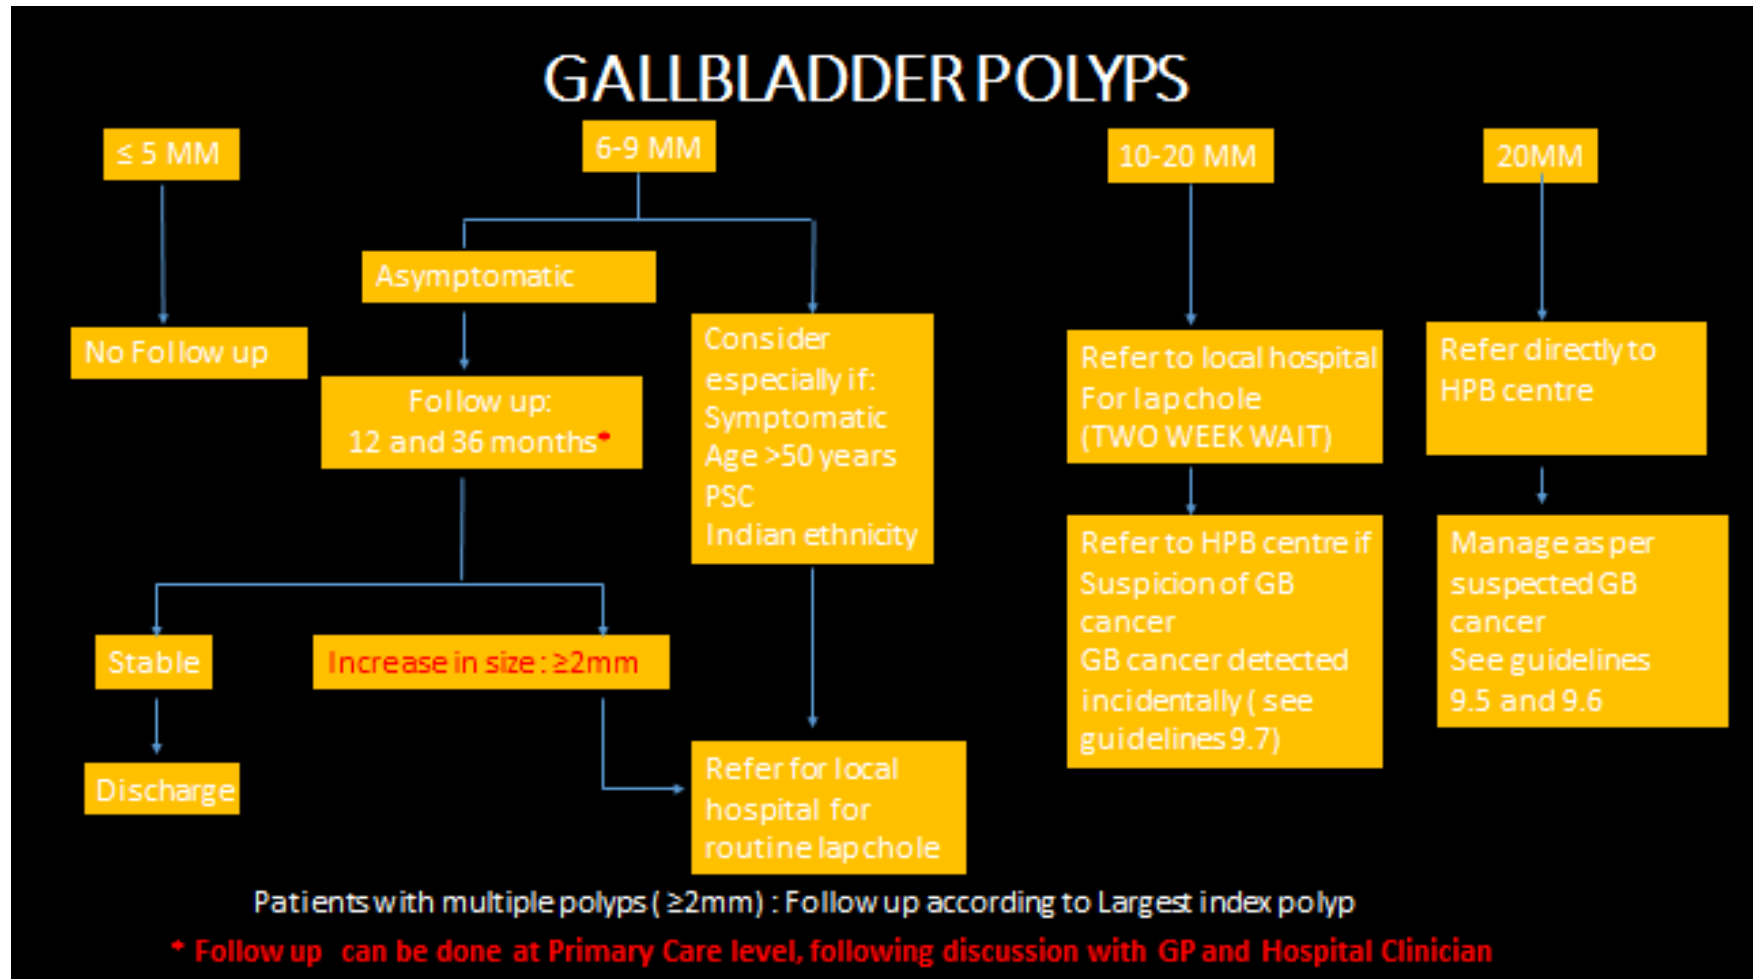 GALLBLADDER POLYPS
≤ 5 MM
6-9 MM
10-20 MM
20MM
Asymptomatic
No Follow up
Follow up:
12 and 36 months*
Consider
especially if:
Symptomatic
Age >50 years
PSC
Indian ethnicity
Refer to local hospital
For lap chole
(TWO WEEK WAIT)
Refer directly to
HPB centre
Refer to HPB centre if
Suspicion of GB
cancer
GB cancer detected
incidentally ( see
guidelines 9.7)
Manage as per
suspected GB
cancer
See guidelines
9.5 and 9.6
Stable
Increase in size: ≥2mm
Discharge
Refer for local
hospital for
routine lap chole
Patients with multiple polyps ( ≥2mm) : Follow up according to Largest index polyp
* Follow up can be done at Primary Care level, following discussion with GP and Hospital Clinician